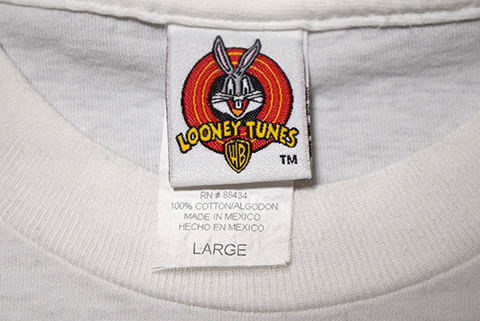 LOONEY TUNES
WB
TM
RN # 88434
100% COTTON/ALGODON
MADE IN MEXICO
HECHO EN MEXICO
LARGE